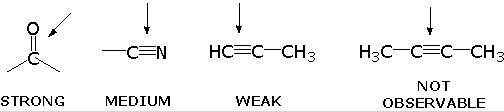 O
C
C≡N
HC≡C-CH3
H3C-C≡C-CH3
STRONG
MEDIUM
WEAK
NOT
OBSERVABLE